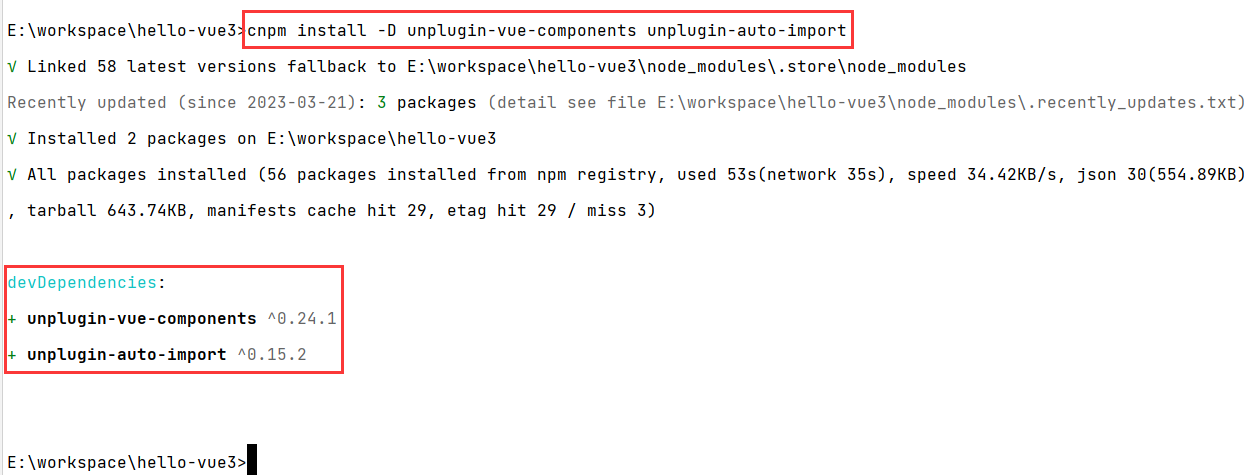 E:\workspace\hello-vue3>cnpm install -D unplugin-vue-components unplugin-auto-import
√ Linked 58 latest versions fallback to E:\workspace\hello-vue3\node_modules\.store\node_modules
Recently updated (since 2023-03-21): 3 packages (detail see file E:\workspace\hello-vue3\node_modules\.recently_updates.txt)
√ Installed 2 packages on E:\workspace\hello-vue3
√ All packages installed (56 packages installed from npm registry, used 53s(network 35s), speed 34.42KB/s, json 30(554.89KB)
, tarball 643.74KB, manifests cache hit 29, etag hit 29 / miss 3)
devDependencies:
+ unplugin-vue-components ^0.24.1
+ unplugin-auto-import ^0.15.2
E:\workspace\hello-vue3>